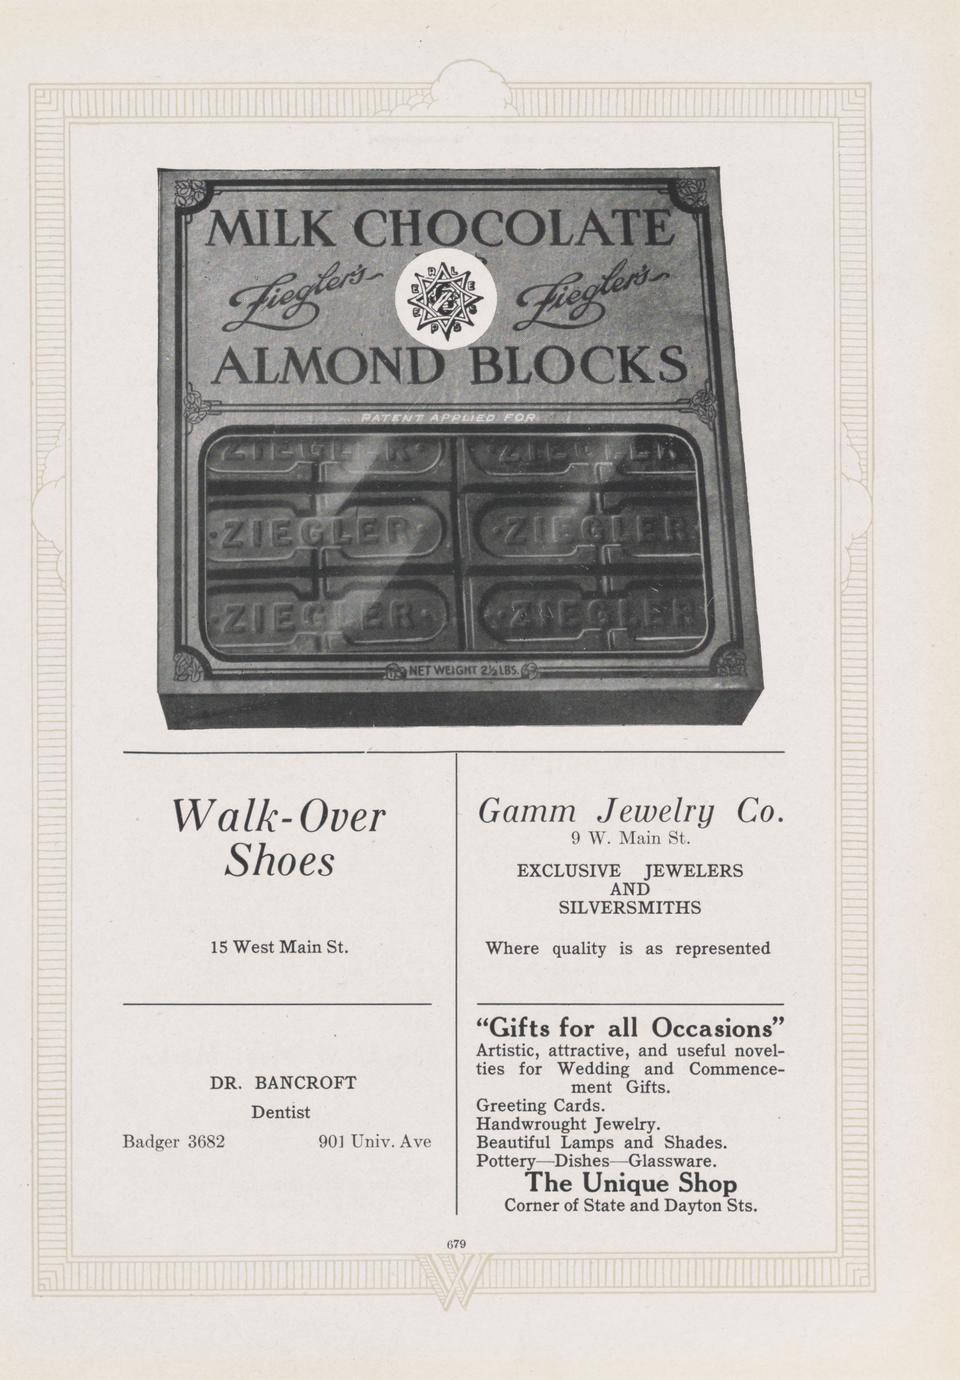 MILK CHOCOLATE
Ziegler's Ziegler's
ALMOND BLOCKS
PATENT APPLIED FOR
ZIEGLER ZIEGLER
ZIEGLER ZIEGLER
ZIEGLER ZIEGLER
NET WEIGHT 2½ LBS.
Walk-Over
Shoes
15 West Main St.
Gamm Jewelry Co.
9 W. Main St.
EXCLUSIVE JEWELERS
AND
SILVERSMITHS
Where quality is as represented
DR. BANCROFT
Dentist
Badger 3682 901 Univ. Ave
"Gifts for all Occasions"
Artistic, attractive, and useful novel-
ties for Wedding and Commence-
ment Gifts.
Greeting Cards.
Handwrought Jewelry.
Beautiful Lamps and Shades.
Pottery—Dishes—Glassware.
The Unique Shop
Corner of State and Dayton Sts.
679
W